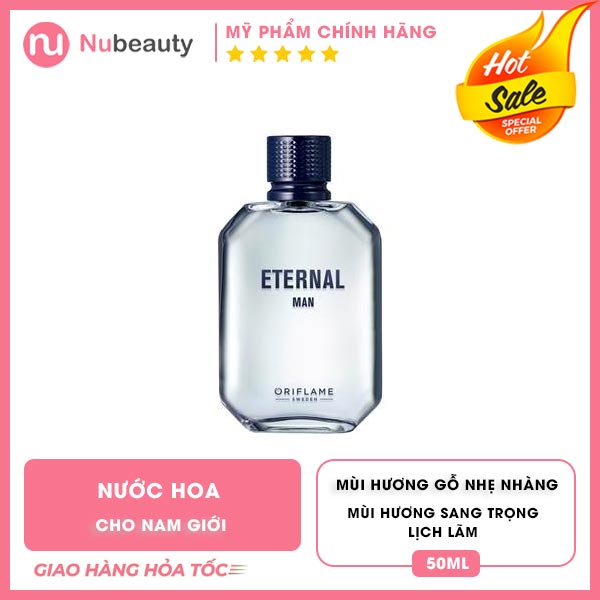 nu Nubeauty
MỸ PHẨM CHÍNH HÃNG
Hot
Sale
SPECIAL
OFFER
ETERNAL
MAN
ORIFLAME
SWEDEN
NƯỚC HOA
CHO NAM GIỚI
MÙI HƯƠNG GỖ NHẸ NHÀNG
MÙI HƯƠNG SANG TRỌNG
LỊCH LÃM
50ML
GIAO HÀNG HỎA TỐC